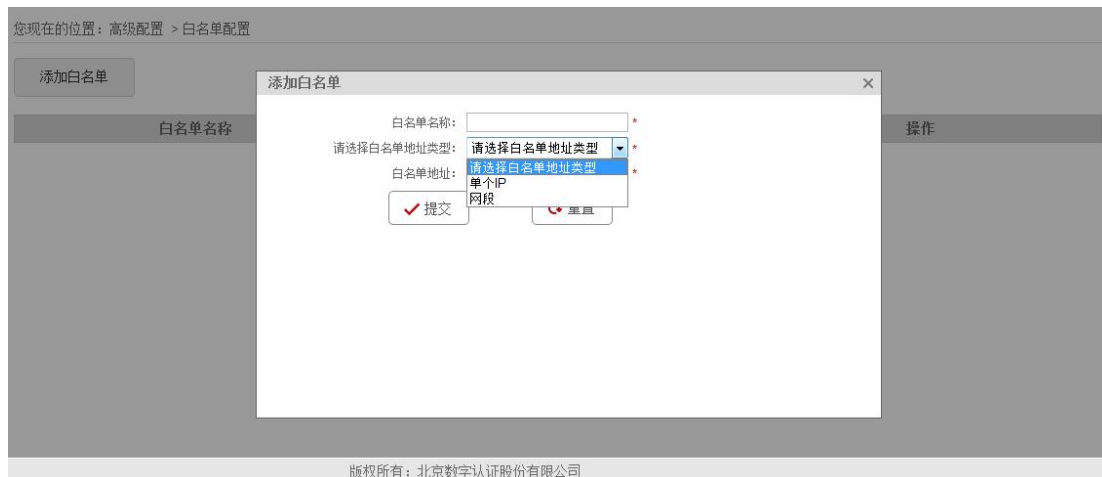 您现在的位置：高级配置 >白名单配置
添加白名单
添加白名单 ×
白名单名称 操作
白名单名称： *
请选择白名单地址类型： 请选择白名单地址类型 *
白名单地址： *
请选择白名单地址类型
单个IP
网段
提交 重置
版权所有：北京数字认证股份有限公司